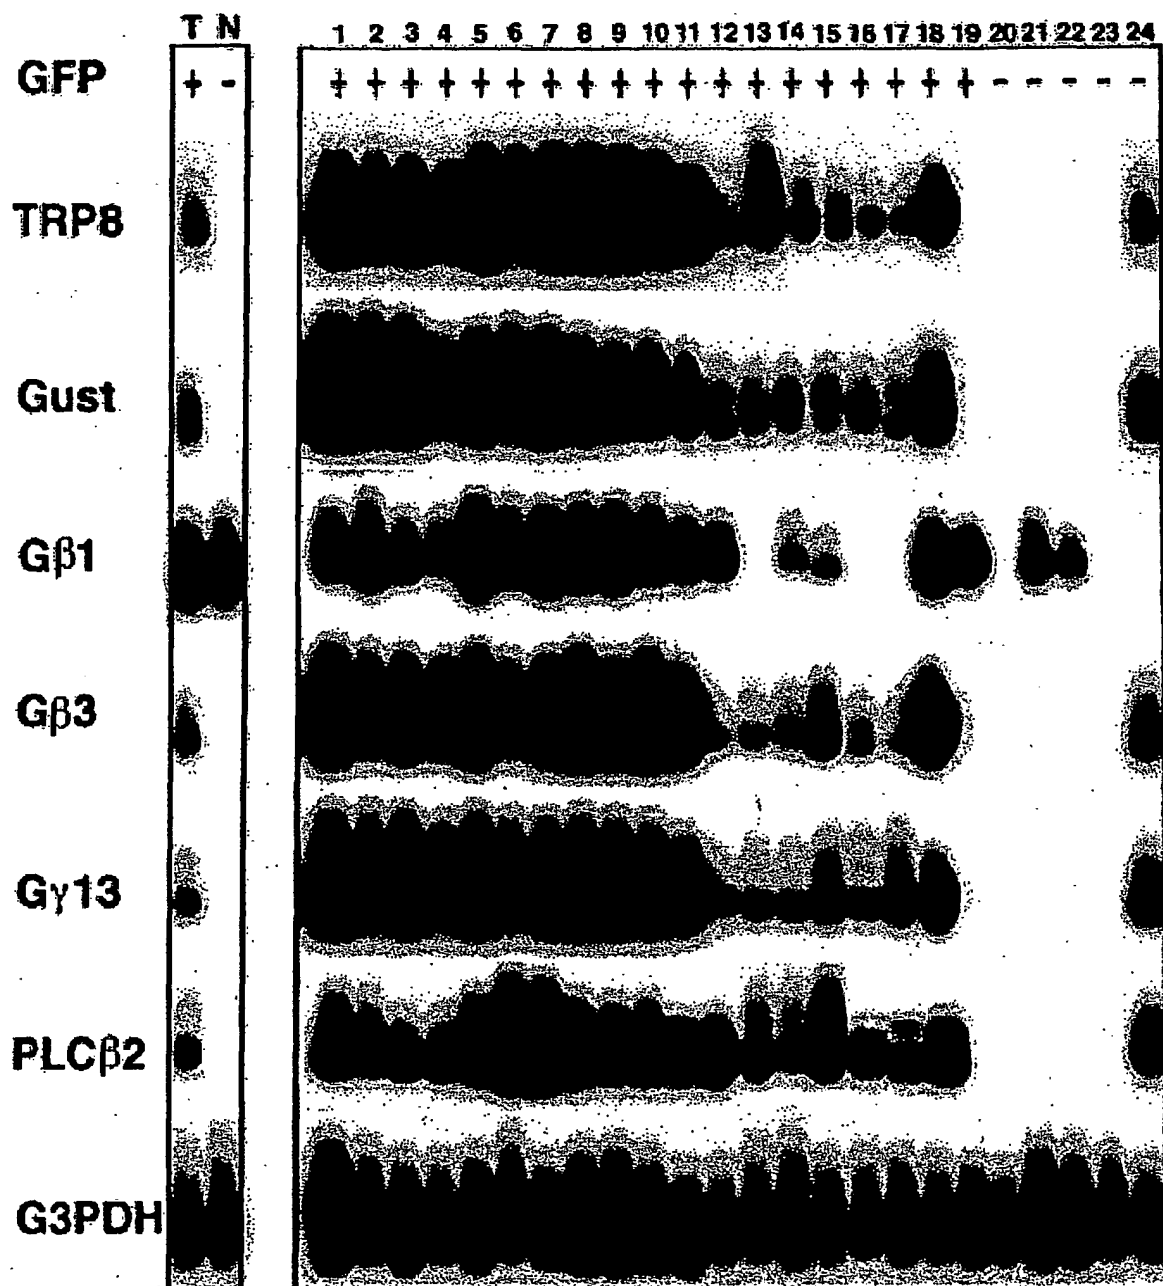 T N 1 2 3 4 5 6 7 8 9 10 11 12 13 14 15 16 17 18 19 20 21 22 23 24
GFP + - + + + + + + + + + + + + + + + + + + + - - - - -
TRP8
Gust
Gβ1
Gβ3
Gγ13
PLCβ2
G3PDH